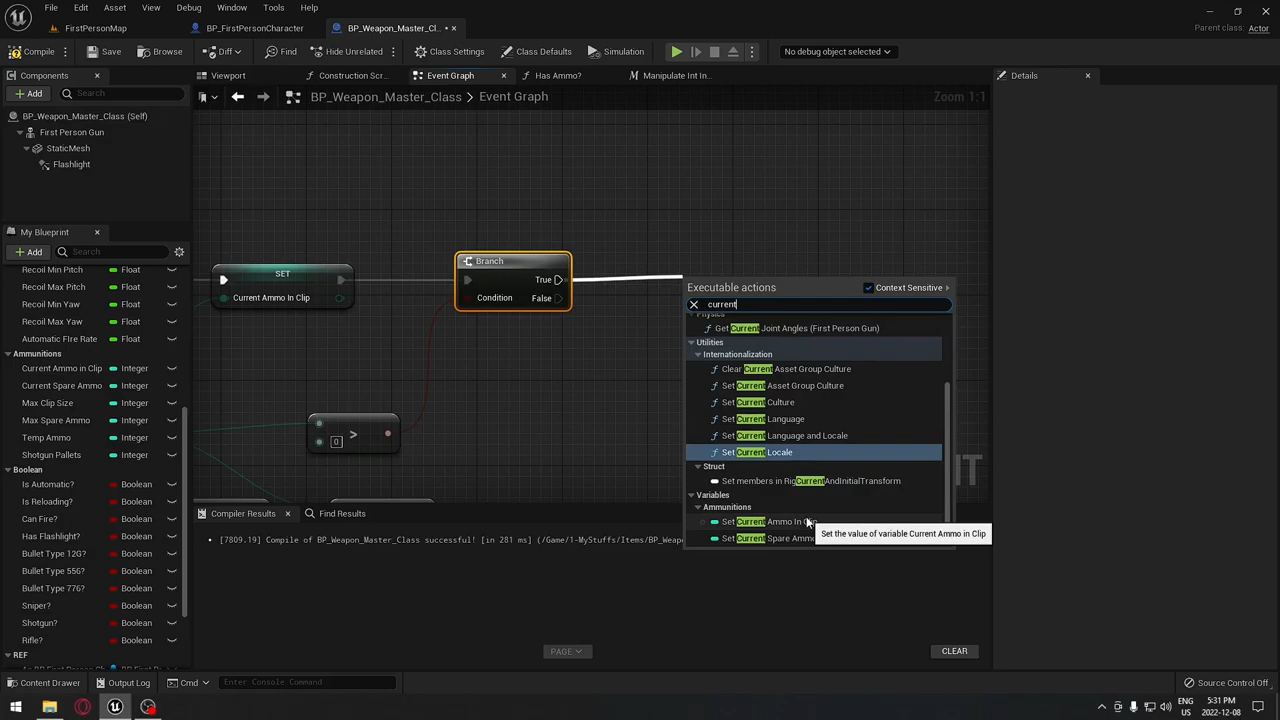 File Edit Asset View Debug Window Tools Help
FirstPersonMap
BP_FirstPersonCharacter
BP_Weapon_Master_Cl...
Parent class: Actor
Compile
Save
Browse
Diff
Find
Hide Unrelated
Class Settings
Class Defaults
Simulation
No debug object selected
Components
Viewport
Construction Scr...
Event Graph
Has Ammo?
Manipulate Int In...
Details
Add
Search
BP_Weapon_Master_Class > Event Graph
Zoom 1:1
BP_Weapon_Master_Class (Self)
First Person Gun
StaticMesh
Flashlight
My Blueprint
Add
Search
Recoil Min Pitch Float
Recoil Max Pitch Float
Recoil Min Yaw Float
Recoil Max Yaw Float
Automatic FIre Rate Float
Ammunitions
Current Ammo in Clip Integer
Current Spare Ammo Integer
Max Clip Size Integer
Max Spare Ammo Integer
Temp Ammo Integer
Shotgun Pallets Integer
Boolean
Is Automatic? Boolean
Is Reloading? Boolean
Can Fire? Boolean
Has Flashlight? Boolean
Bullet Type 12G? Boolean
Bullet Type 556? Boolean
Bullet Type 776? Boolean
Sniper? Boolean
Shotgun? Boolean
Rifle? Boolean
REF
SET
Current Ammo In Clip
Branch
True
Condition False
>
0
Executable actions
Context Sensitive
current
Physics
Get Current Joint Angles (First Person Gun)
Utilities
Internationalization
Clear Current Asset Group Culture
Set Current Asset Group Culture
Set Current Culture
Set Current Language
Set Current Language and Locale
Set Current Locale
Struct
Set members in RigCurrentAndInitialTransform
Variables
Ammunitions
Set Current Ammo In Clip
Set Current Spare Ammo
Set the value of variable Current Ammo in Clip
Compiler Results
Find Results
[7809.19] Compile of BP_Weapon_Master_Class successful! [in 281 ms] (/Game/1-MyStuffs/Items/BP_Weap
PAGE
CLEAR
Content Drawer
Output Log
Cmd
Enter Console Command
Source Control Off
ENG
US
5:31 PM
2022-12-08